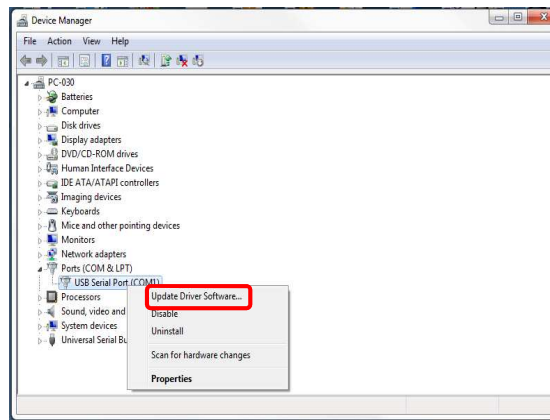 Device Manager
File Action View Help
PC-030
Batteries
Computer
Disk drives
Display adapters
DVD/CD-ROM drives
Human Interface Devices
IDE ATA/ATAPI controllers
Imaging devices
Keyboards
Mice and other pointing devices
Monitors
Network adapters
Ports (COM & LPT)
USB Serial Port (COM1)
Processors
Update Driver Software...
Sound, video and
Disable
System devices
Uninstall
Universal Serial Bu
Scan for hardware changes
Properties